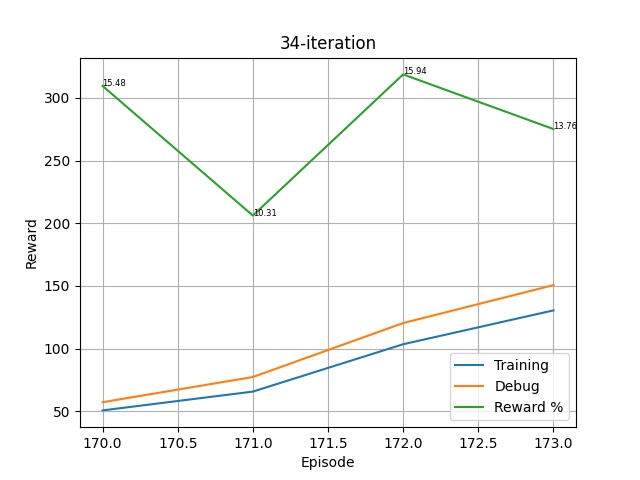 34-iteration
15.48
15.94
13.76
10.31
300
250
200
150
100
50
Reward
Training
Debug
Reward %
170.0 170.5 171.0 171.5 172.0 172.5 173.0
Episode